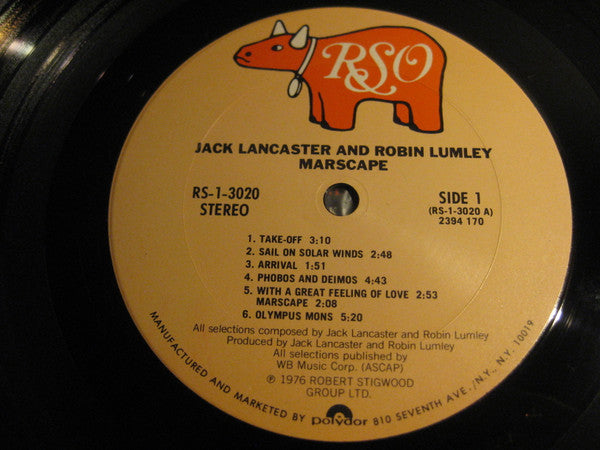 RSO
JACK LANCASTER AND ROBIN LUMLEY
MARSCAPE
RS-1-3020
STEREO
SIDE 1
(RS-1-3020 A)
2394 170
1. TAKE-OFF 3:10
2. SAIL ON SOLAR WINDS 2:48
3. ARRIVAL 1:51
4. PHOBOS AND DEIMOS 4:43
5. WITH A GREAT FEELING OF LOVE 2:53
MARSCAPE 2:08
6. OLYMPUS MONS 5:20
All selections composed by Jack Lancaster and Robin Lumley
Produced by Jack Lancaster and Robin Lumley
All selections published by
WB Music Corp. (ASCAP)
℗ 1976 ROBERT STIGWOOD
GROUP LTD.
MANUFACTURED AND MARKETED BY polydor 810 SEVENTH AVE./N.Y., N.Y. 10019